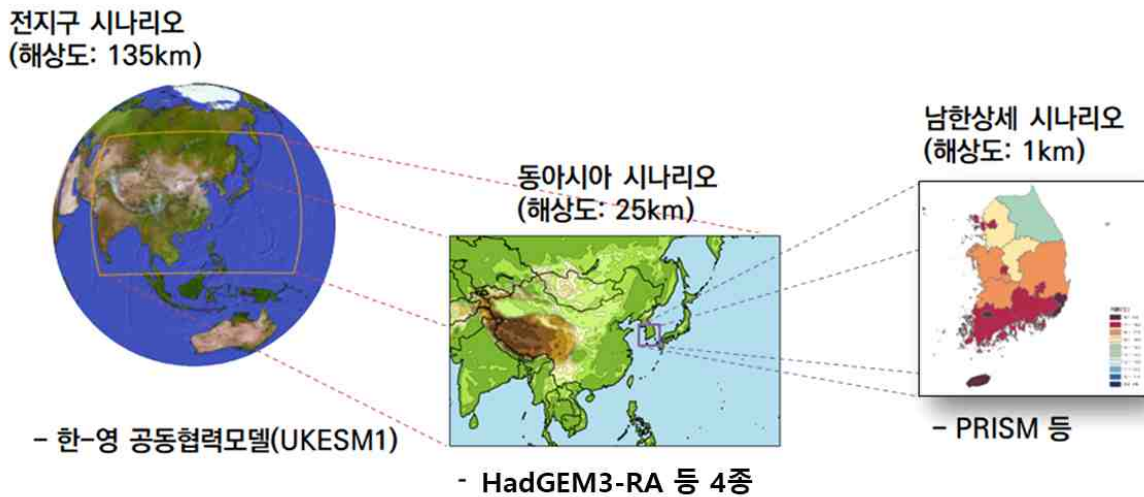 전지구 시나리오
(해상도: 135km)
남한상세 시나리오
(해상도: 1km)
동아시아 시나리오
(해상도: 25km)
- 한-영 공동협력모델(UKESM1)
- PRISM 등
- HadGEM3-RA 등 4종